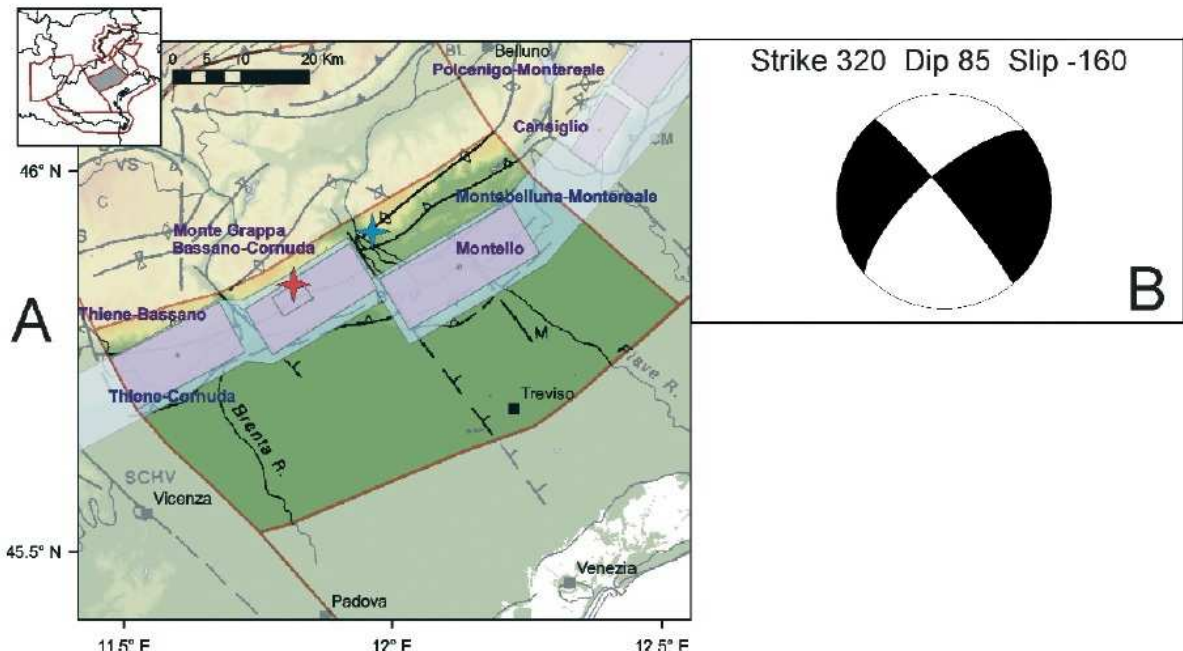 0 5 10 20 Km
BL
Belluno
Polcenigo-Montereale
Cansiglio
CM
46° N
VS
C
S
Montebelluna-Montereale
Monte Grappa
Bassano-Cornuda
Montello
Thiene-Bassano
A
M
Piave R.
Thiene-Cornuda
Treviso
Brenta R.
SCHV
Vicenza
45.5° N
Venezia
Padova
11.5° E
12° E
12.5° E
Strike 320 Dip 85 Slip -160
B